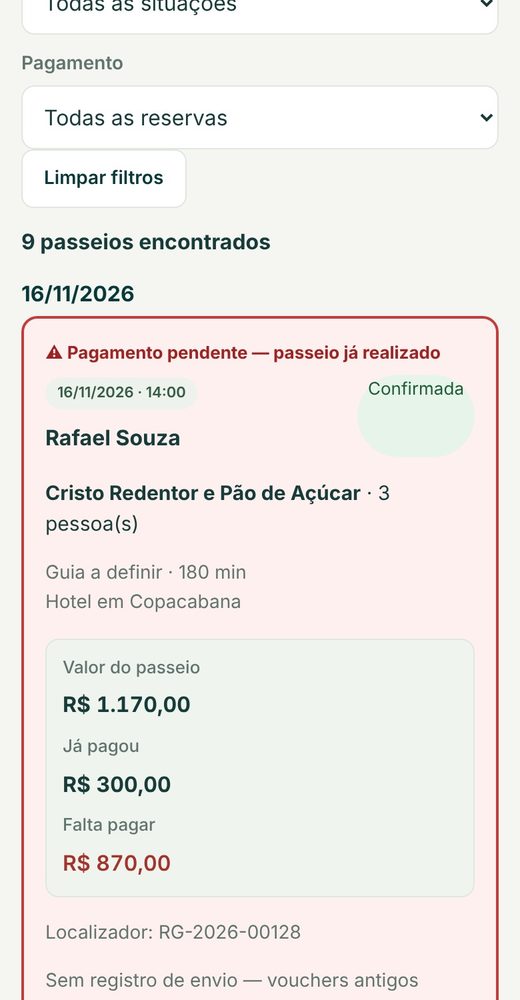 Todas as situações
Pagamento
Todas as reservas
Limpar filtros
9 passeios encontrados
16/11/2026
⚠ Pagamento pendente — passeio já realizado
16/11/2026 · 14:00
Confirmada
Rafael Souza
Cristo Redentor e Pão de Açúcar · 3
pessoa(s)
Guia a definir · 180 min
Hotel em Copacabana
Valor do passeio
R$ 1.170,00
Já pagou
R$ 300,00
Falta pagar
R$ 870,00
Localizador: RG-2026-00128
Sem registro de envio — vouchers antigos